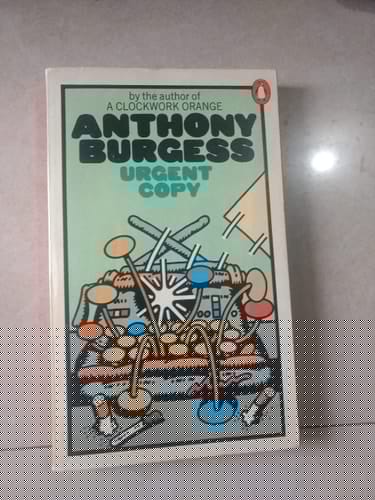 by the author of
A CLOCKWORK ORANGE
ANTHONY
BURGESS
URGENT
COPY